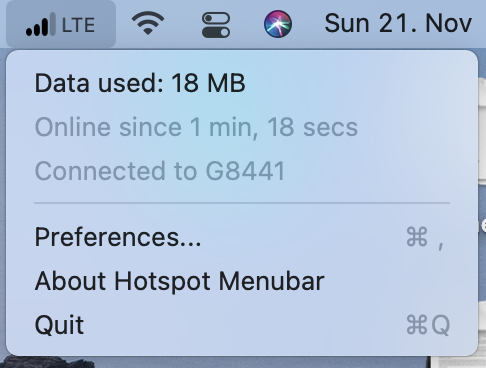 LTE Sun 21. Nov
Data used: 18 MB
Online since 1 min, 18 secs
Connected to G8441
Preferences... ⌘ ,
About Hotspot Menubar
Quit ⌘Q